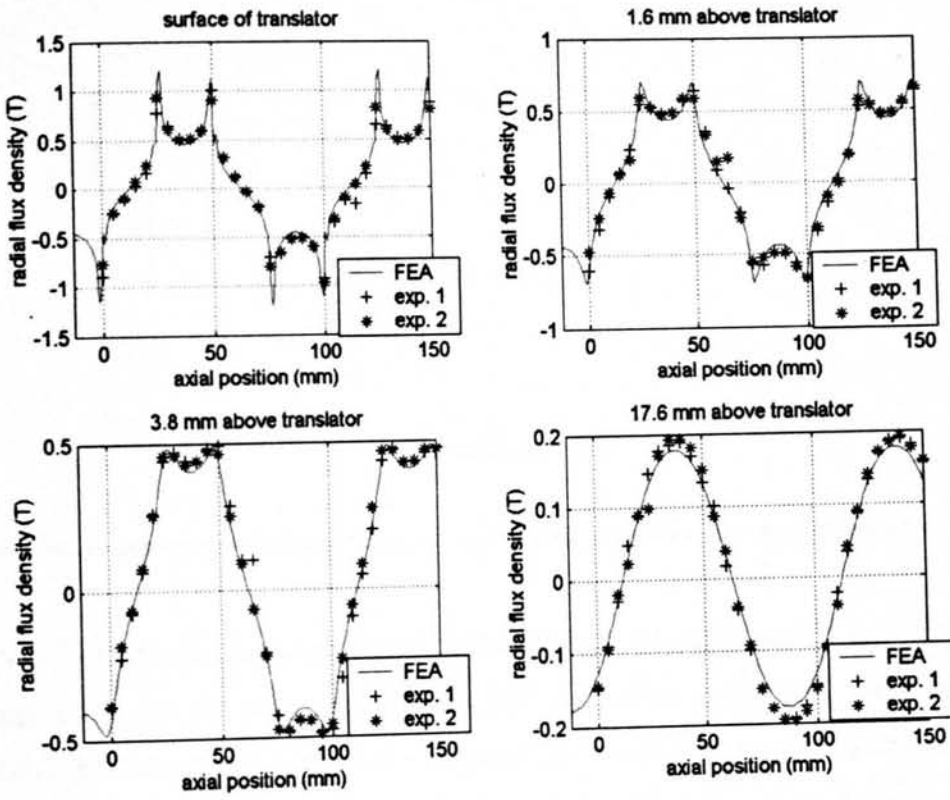 surface of translator
1.5
1
0.5
0
-0.5
-1
-1.5
radial flux density (T)
0
50
100
150
axial position (mm)
FEA
exp. 1
exp. 2
1.6 mm above translator
1
0.5
0
-0.5
-1
radial flux density (T)
0
50
100
150
axial position (mm)
FEA
exp. 1
exp. 2
3.8 mm above translator
0.5
0
-0.5
radial flux density (T)
0
50
100
150
axial position (mm)
FEA
exp. 1
exp. 2
17.6 mm above translator
0.2
0.1
0
-0.1
-0.2
radial flux density (T)
0
50
100
150
axial position (mm)
FEA
exp. 1
exp. 2